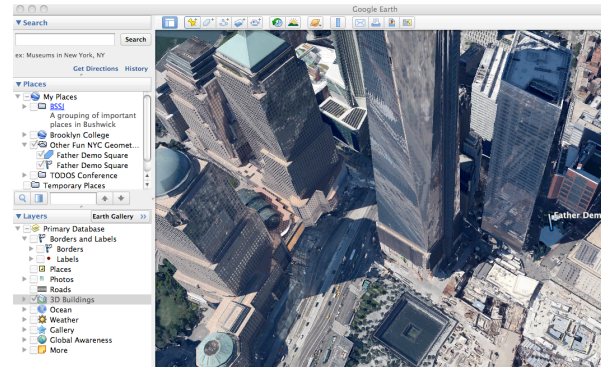 Google Earth
▼ Search
Search
ex: Museums in New York, NY
Get Directions History
▼ Places
My Places
BSSJ
A grouping of important
places in Bushwick
Brooklyn College
Other Fun NYC Geomet...
Father Demo Square
Father Demo Square
TODOS Conference
Temporary Places
▼ Layers Earth Gallery >>
Primary Database
Borders and Labels
Borders
Labels
Places
Photos
Roads
3D Buildings
Ocean
Weather
Gallery
Global Awareness
More
Father Dem